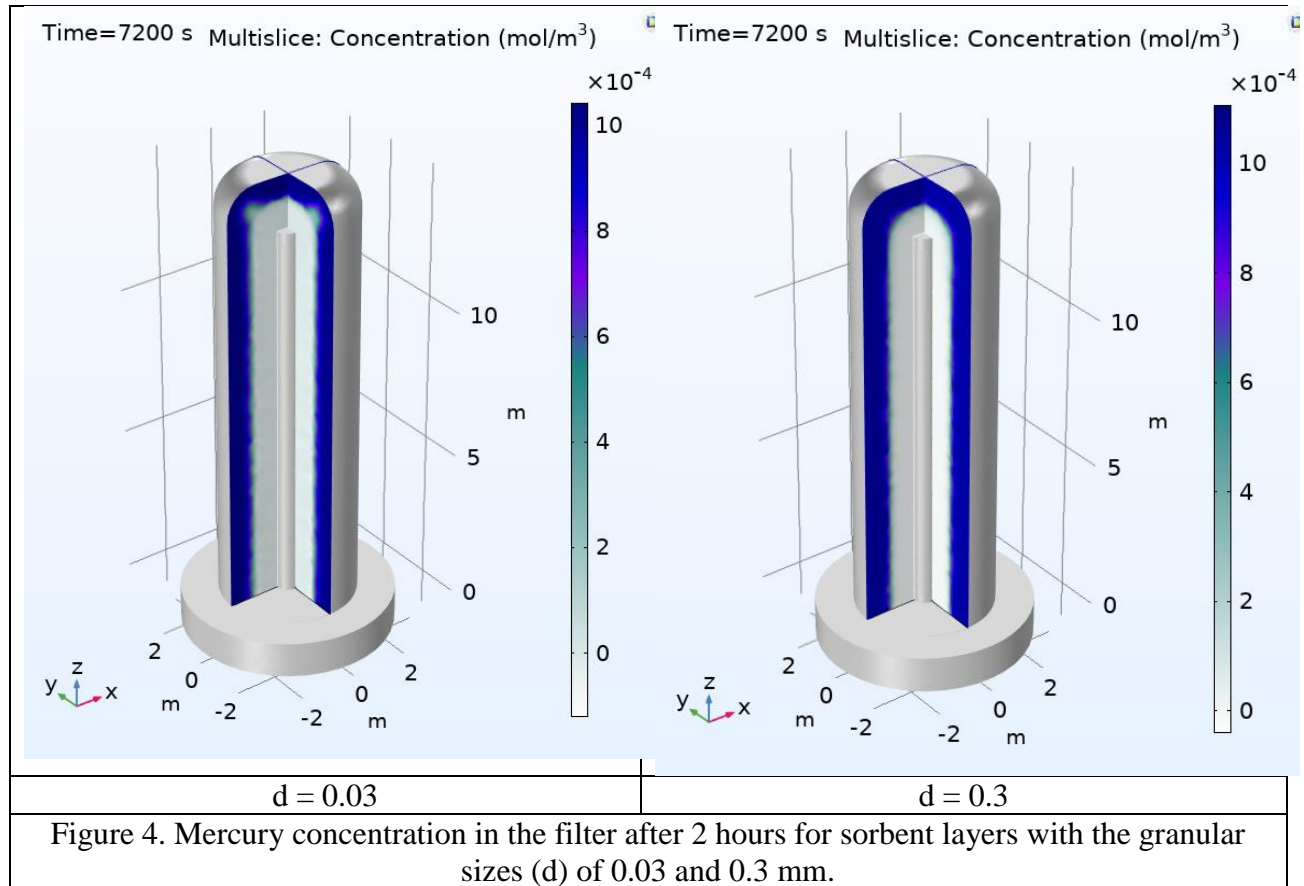 Time=7200 s Multislice: Concentration (mol/m³)
×10⁻⁴
10
8
6
4
2
0
10
5
0
m
2
0
-2
m
-2
0
2
m
y z x
Time=7200 s Multislice: Concentration (mol/m³)
×10⁻⁴
10
8
6
4
2
0
10
5
0
m
2
0
-2
m
-2
0
2
m
y z x
d = 0.03
d = 0.3
Figure 4. Mercury concentration in the filter after 2 hours for sorbent layers with the granular
sizes (d) of 0.03 and 0.3 mm.